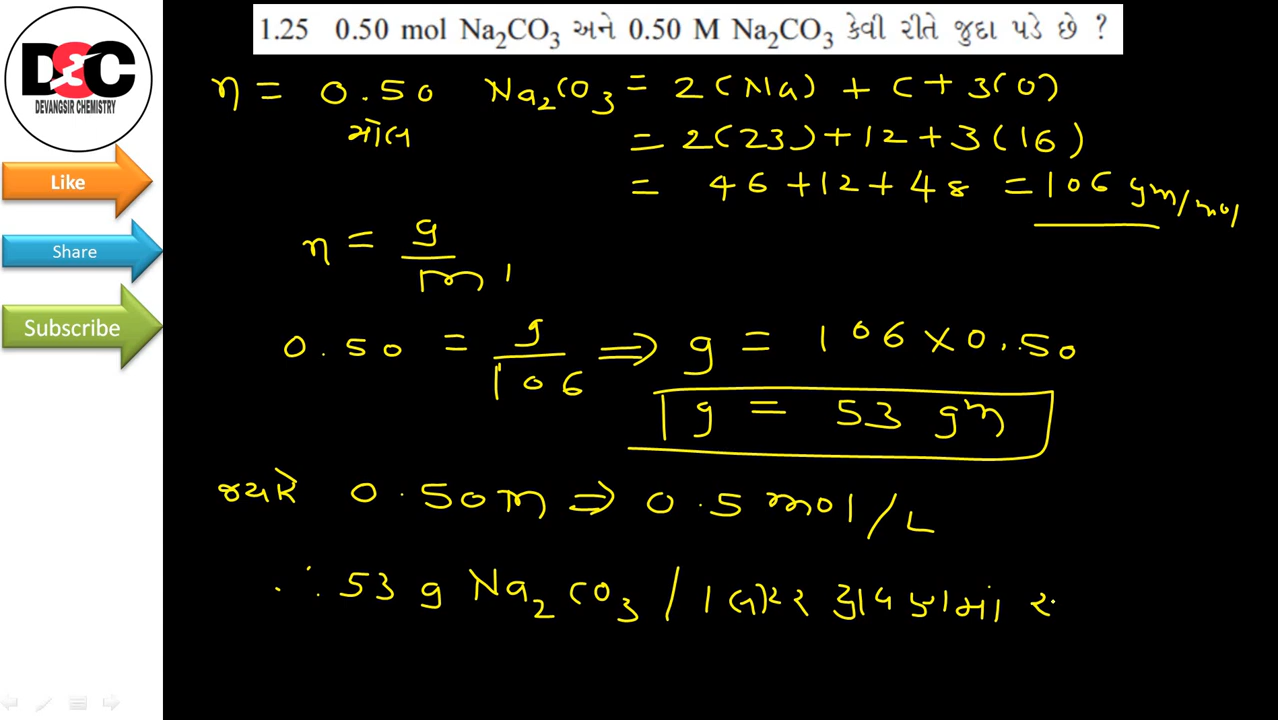 DEC
DEVANGSIR CHEMISTRY
Like
Share
Subscribe
1.25 0.50 mol Na₂CO₃ અને 0.50 M Na₂CO₃ કેવી રીતે જુદા પડે છે ?
η = 0.50 Na₂CO₃ = 2(Na) + C + 3(O)
મોલ
= 2(23) + 12 + 3(16)
= 46 + 12 + 48 = 106 gm/mol
η = g/m
0.50 = g/106 ⇒ g = 106 × 0.50
g = 53 gm
જ્યારે 0.50 m ⇒ 0.5 mol/L
∴ 53 g Na₂CO₃ / 1 લીટર